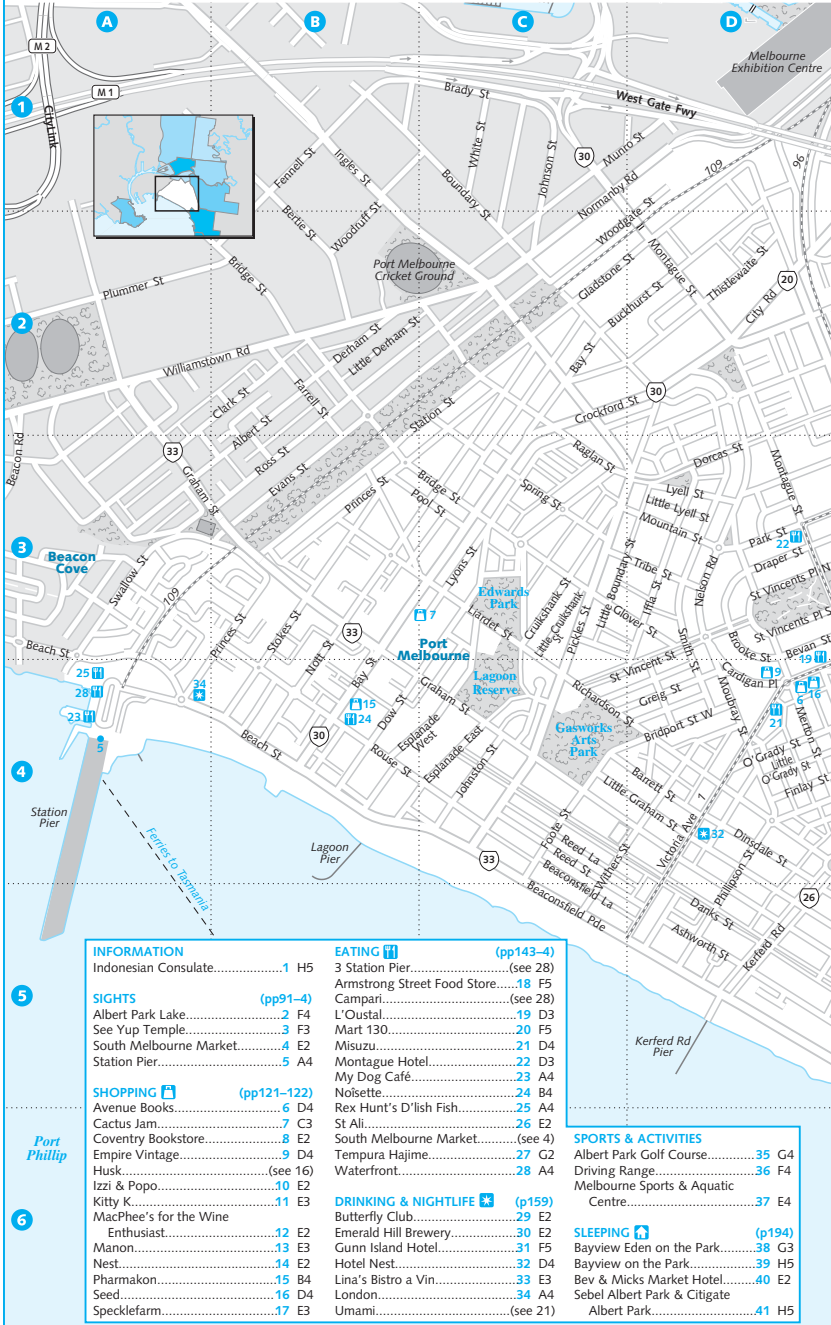 A
B
C
D
M 2
M 1
CityLink
1
Brady St
West Gate Fwy
Melbourne
Exhibition Centre
White St
Johnson St
30
Munro St
Normanby Rd
109
96
Fennell St
Ingles St
Boundary St
Bertie St
Woodruff St
Woodgate St
Montague St
Bridge St
Port Melbourne
Cricket Ground
Gladstone St
Thistlewaite St
20
City Rd
Plummer St
Buckhurst St
2
Derham St
Little Derham St
Bay St
Williamstown Rd
Farrell St
Clark St
Albert St
Station St
30
Crockford St
Beacon Rd
33
Ross St
Evans St
Raglan St
Dorcas St
Montague St
Graham St
Princes St
Bridge St
Pool St
Spring St
Lyell St
Little Lyell St
Mountain St
Park St
22
3
Beacon
Cove
Swallow St
109
Lyons St
Tribe St
Nelson Rd
Draper St
St Vincents Pl N
Edwards
Park
Cruikshank St
Little Cruikshank
St
Pickles St
Little Boundary St
Iffla St
Glover St
7
Liardet St
St Vincents Pl S
Princes St
Stokes St
33
Nott St
Port
Melbourne
Smith St
Brooke St
Bevan St
19
Beach St
Bay St
St Vincent St
Cardigan Pl
9
25
28
34
Lagoon
Reserve
Richardson St
Greig St
Moubray St
6
16
23
15
24
Dow St
Graham St
Gasworks
Arts
Park
Bridport St W
21
Merton St
5
30
Esplanade
West
Esplanade East
Beach St
Rouse St
Johnston St
O'Grady St
Little
O'Grady St
Finlay St
4
Barrett St
Little Graham St
Station
Pier
Ferries to Tasmania
Lagoon
Pier
33
Foote St
Reed La
Reed St
Beaconsfield La
Withers St
Victoria Ave
1
32
Dinsdale St
Phillipson St
26
Beaconsfield Pde
Danks St
Ashworth St
Kerferd Rd
Kerferd Rd
Pier
5
Port
Phillip
6
INFORMATION
Indonesian Consulate..................1 H5
SIGHTS (pp91–4)
Albert Park Lake..................2 F4
See Yup Temple..................3 F3
South Melbourne Market..................4 E2
Station Pier..................5 A4
SHOPPING (pp121–122)
Avenue Books..................6 D4
Cactus Jam..................7 C3
Coventry Bookstore..................8 E2
Empire Vintage..................9 D4
Husk..................(see 16)
Izzi & Popo..................10 E2
Kitty K..................11 E3
MacPhee's for the Wine
Enthusiast..................12 E2
Manon..................13 E3
Nest..................14 E2
Pharmakon..................15 B4
Seed..................16 D4
Specklefarm..................17 E3
EATING (pp143–4)
3 Station Pier..................(see 28)
Armstrong Street Food Store.....18 F5
Campari..................(see 28)
L'Oustal..................19 D3
Mart 130..................20 F5
Misuzu..................21 D4
Montague Hotel..................22 D3
My Dog Café..................23 A4
Noîsette..................24 B4
Rex Hunt's D'lish Fish..................25 A4
St Ali..................26 E2
South Melbourne Market..........(see 4)
Tempura Hajime..................27 G2
Waterfront..................28 A4
DRINKING & NIGHTLIFE (p159)
Butterfly Club..................29 E2
Emerald Hill Brewery..................30 E2
Gunn Island Hotel..................31 F5
Hotel Nest..................32 D4
Lina's Bistro a Vin..................33 E3
London..................34 A4
Umami..................(see 21)
SPORTS & ACTIVITIES
Albert Park Golf Course..........35 G4
Driving Range..................36 F4
Melbourne Sports & Aquatic
Centre..................37 E4
SLEEPING (p194)
Bayview Eden on the Park........38 G3
Bayview on the Park..................39 H5
Bev & Micks Market Hotel........40 E2
Sebel Albert Park & Citigate
Albert Park..................41 H5